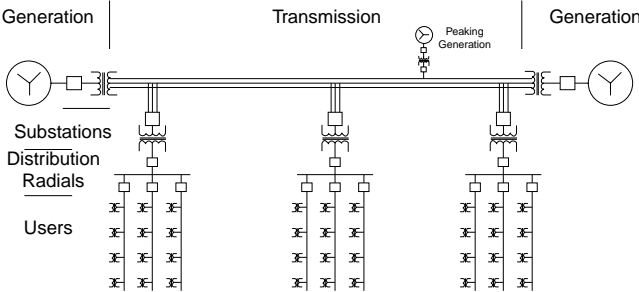 Generation
Transmission
Generation
Peaking
Generation
Substations
Distribution
Radials
Users